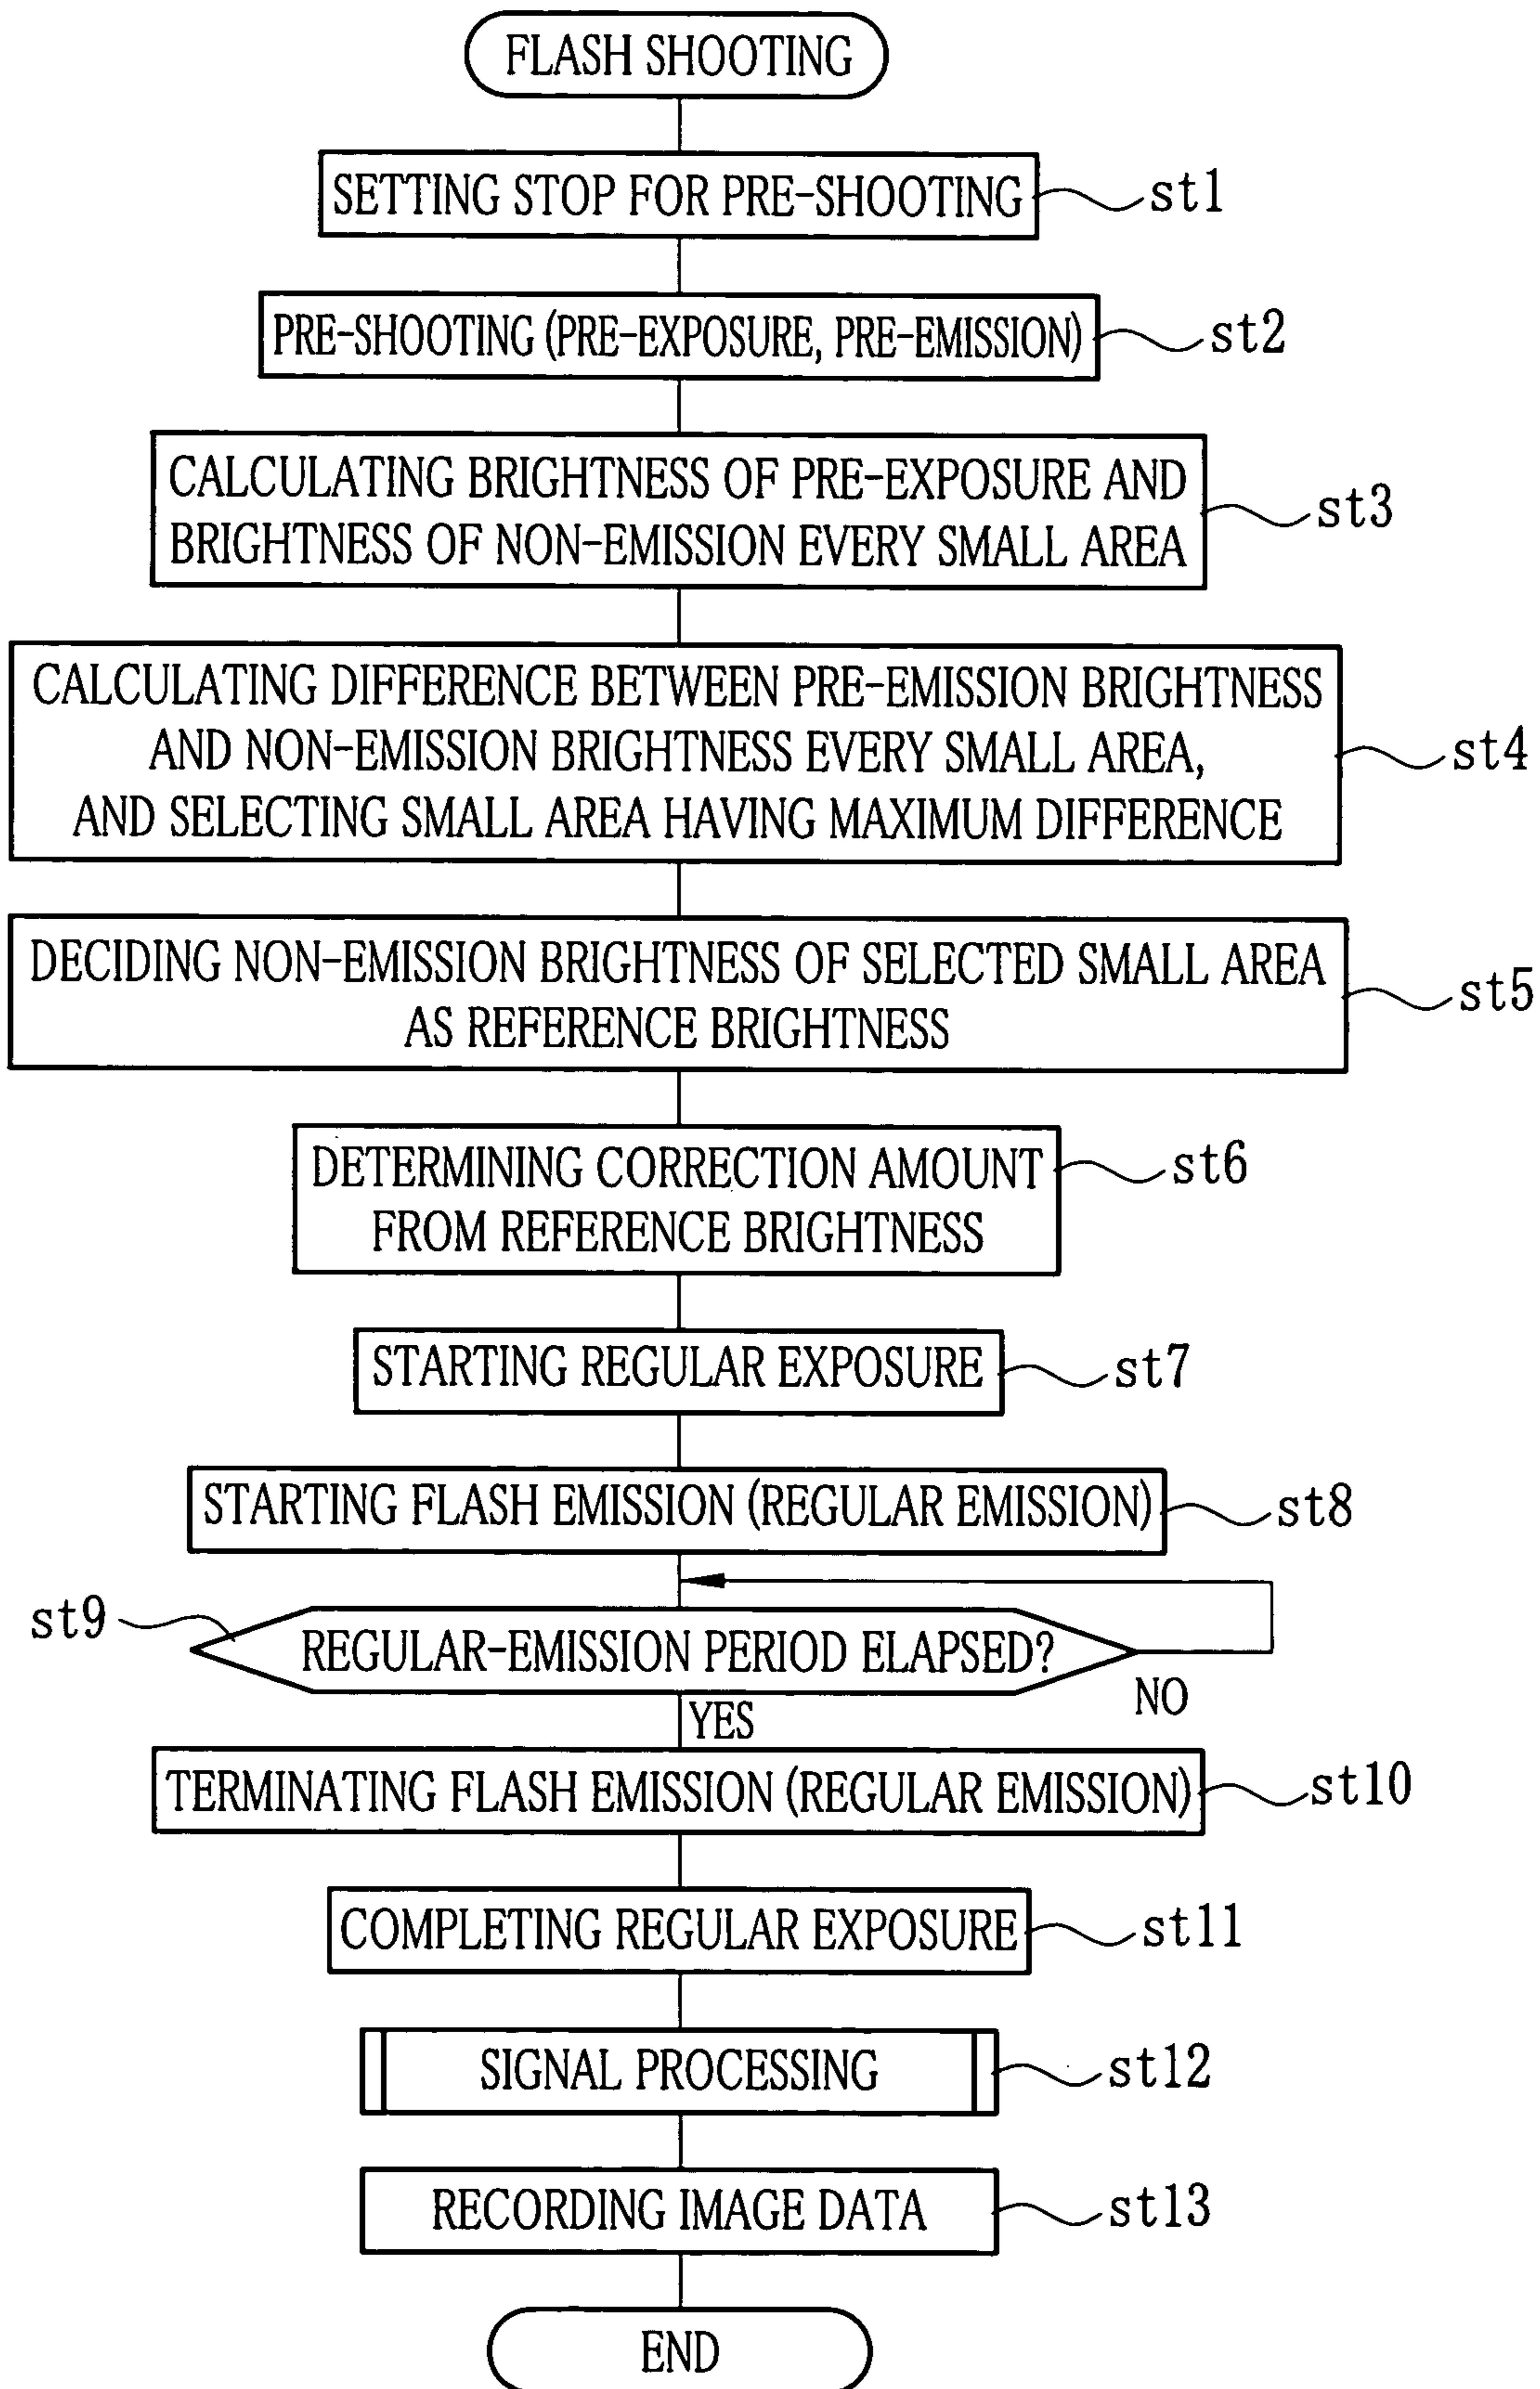 FLASH SHOOTING
SETTING STOP FOR PRE-SHOOTING
st1
PRE-SHOOTING (PRE-EXPOSURE, PRE-EMISSION)
st2
CALCULATING BRIGHTNESS OF PRE-EXPOSURE AND
BRIGHTNESS OF NON-EMISSION EVERY SMALL AREA
st3
CALCULATING DIFFERENCE BETWEEN PRE-EMISSION BRIGHTNESS
AND NON-EMISSION BRIGHTNESS EVERY SMALL AREA,
AND SELECTING SMALL AREA HAVING MAXIMUM DIFFERENCE
st4
DECIDING NON-EMISSION BRIGHTNESS OF SELECTED SMALL AREA
AS REFERENCE BRIGHTNESS
st5
DETERMINING CORRECTION AMOUNT
FROM REFERENCE BRIGHTNESS
st6
STARTING REGULAR EXPOSURE
st7
STARTING FLASH EMISSION (REGULAR EMISSION)
st8
st9
REGULAR-EMISSION PERIOD ELAPSED?
NO
YES
TERMINATING FLASH EMISSION (REGULAR EMISSION)
st10
COMPLETING REGULAR EXPOSURE
st11
SIGNAL PROCESSING
st12
RECORDING IMAGE DATA
st13
END